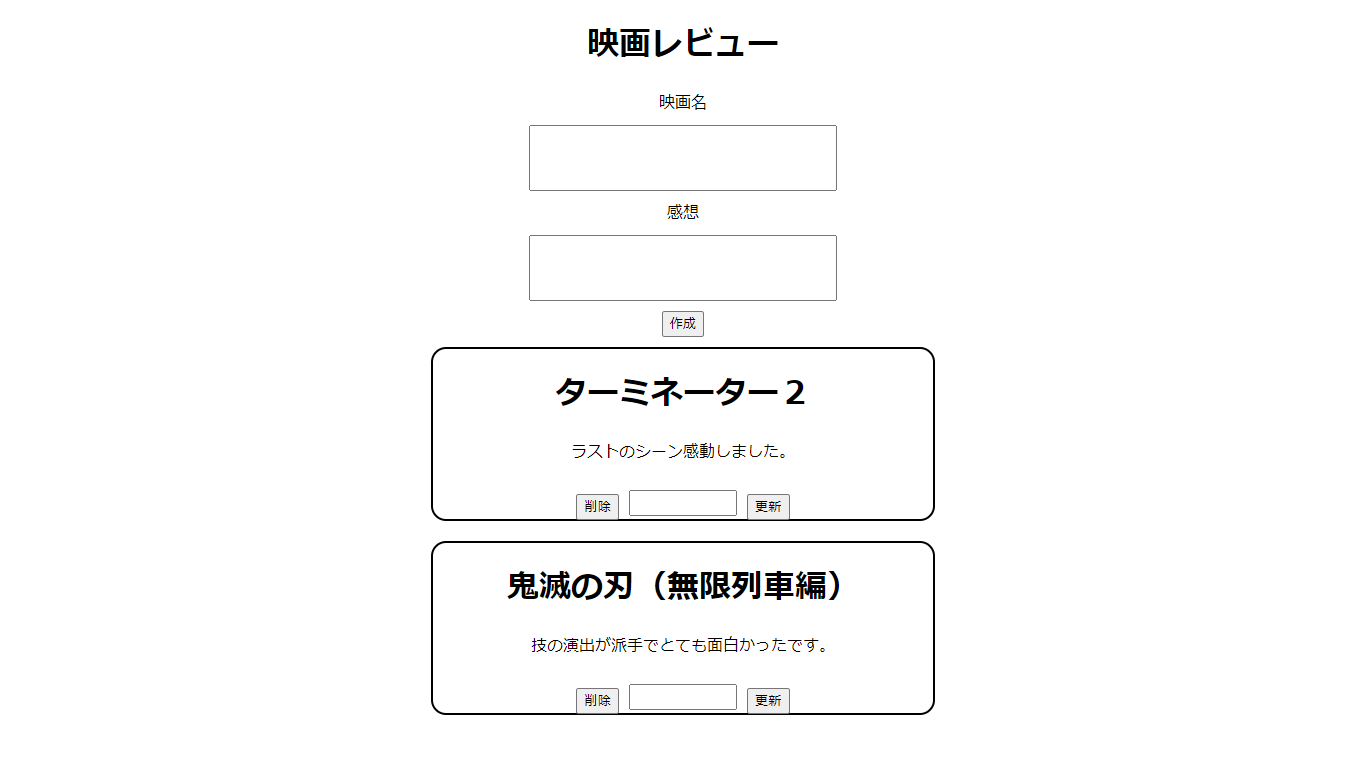 映画レビュー
映画名
感想
作成
ターミネーター２
ラストのシーン感動しました。
削除 更新
鬼滅の刃（無限列車編）
技の演出が派手でとても面白かったです。
削除 更新